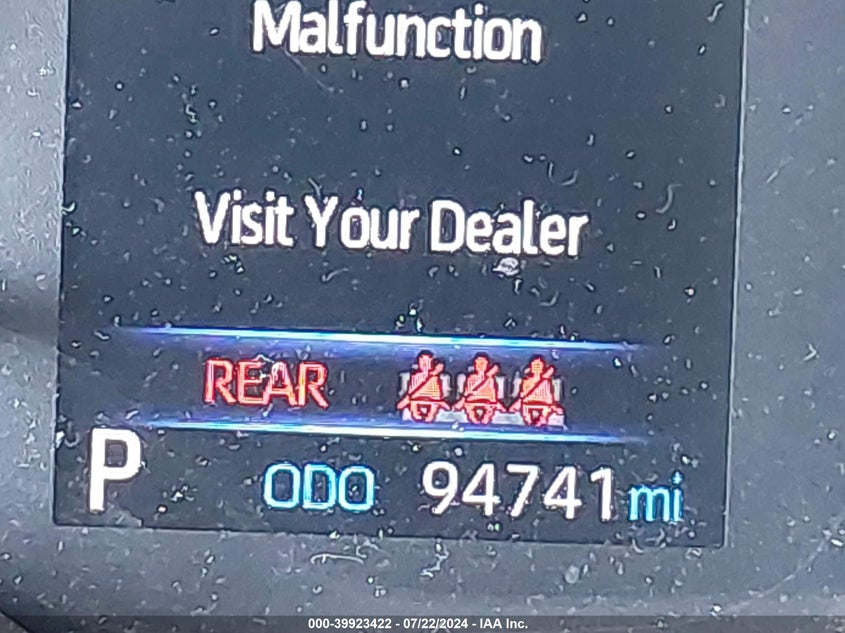 Malfunction
Visit Your Dealer
REAR
P ODO 94741 mi
000-39923422 - 07/22/2024 - IAA Inc.